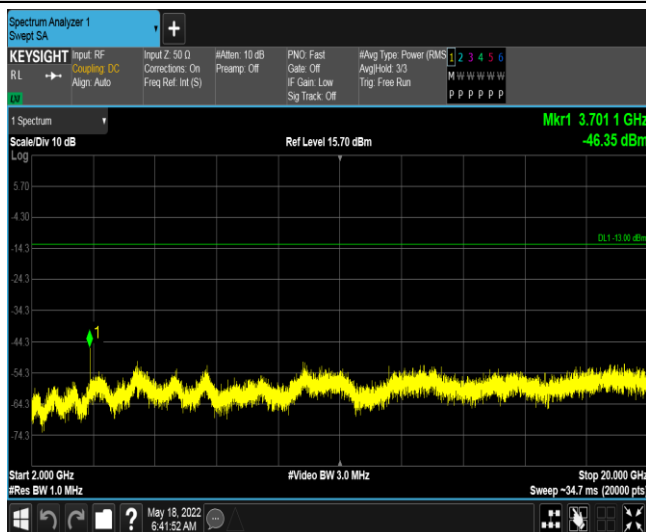 Spectrum Analyzer 1
Swept SA
KEYSIGHT Input: RF Input Z: 50 Ω #Atten: 10 dB PNO: Fast #Avg Type: Power (RMS 1 2 3 4 5 6
RL Coupling: DC Corrections: On Preamp: Off Gate: Off Avg|Hold: 3/3 M W W W W W
Align: Auto Freq Ref: Int (S) IF Gain: Low Trig: Free Run
Sig Track: Off P P P P P P
1 Spectrum Mkr1 3.701 1 GHz
Scale/Div 10 dB Ref Level 15.70 dBm -46.35 dBm
Log
5.70
-4.30
DL1 -13.00 dBm
-14.3
-24.3
-34.3
1
-44.3
-54.3
-64.3
-74.3
Start 2.000 GHz #Video BW 3.0 MHz Stop 20.000 GHz
#Res BW 1.0 MHz Sweep ~34.7 ms (20000 pts)
? May 18, 2022
6:41:52 AM